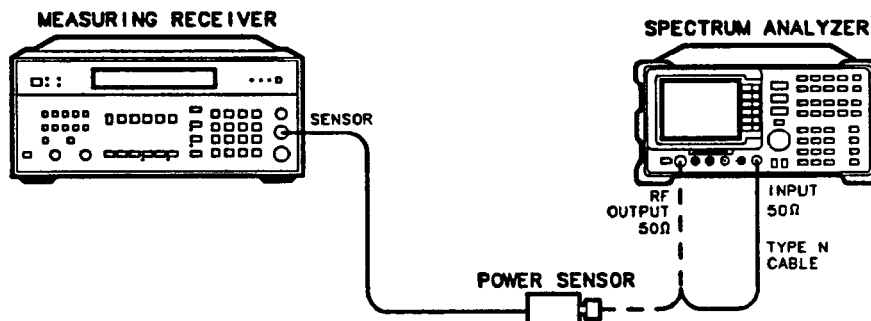 MEASURING RECEIVER
SPECTRUM ANALYZER
SENSOR
RF
OUTPUT
50Ω
INPUT
50Ω
TYPE N
CABLE
POWER SENSOR